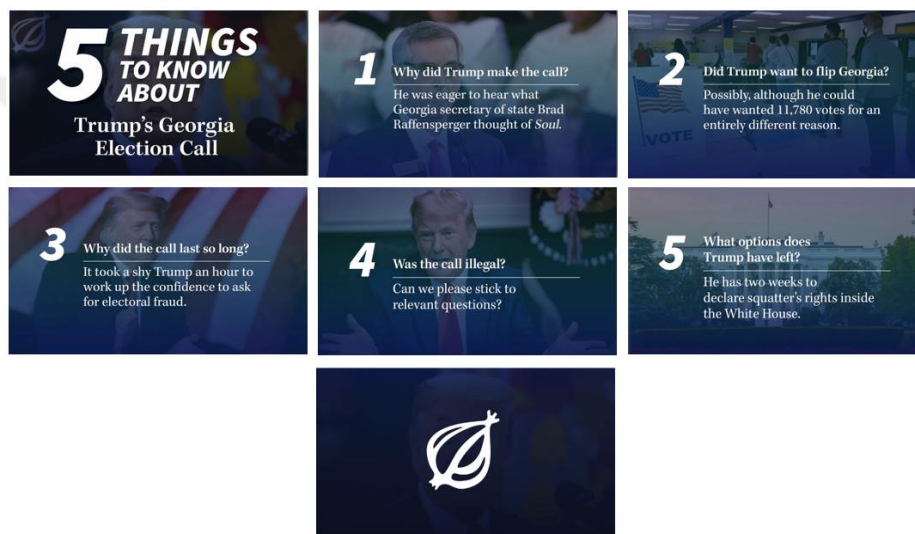 5 THINGS
TO KNOW
ABOUT
Trump's Georgia
Election Call
1
Why did Trump make the call?
He was eager to hear what
Georgia secretary of state Brad
Raffensperger thought of Soul.
2
Did Trump want to flip Georgia?
Possibly, although he could
have wanted 11,780 votes for an
entirely different reason.
VOTE
3
Why did the call last so long?
It took a shy Trump an hour to
work up the confidence to ask
for electoral fraud.
4
Was the call illegal?
Can we please stick to
relevant questions?
5
What options does
Trump have left?
He has two weeks to
declare squatter's rights inside
the White House.